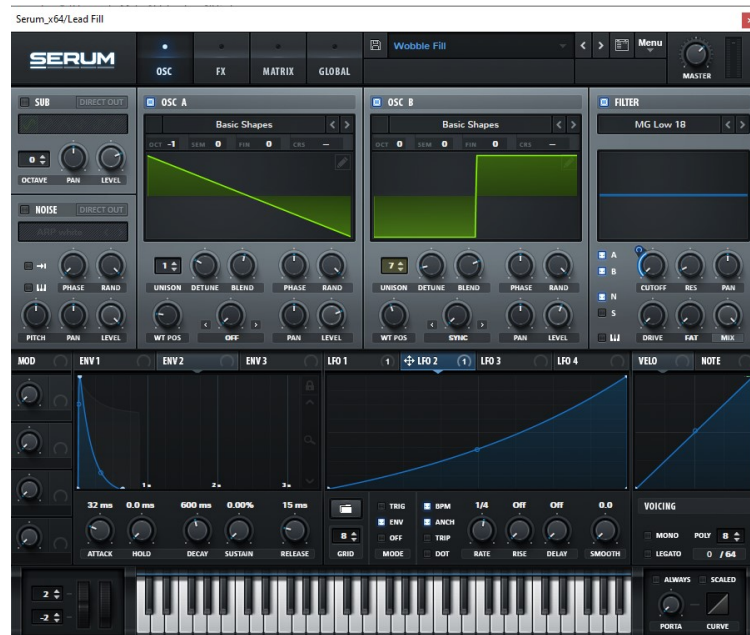 Serum_x64/Lead Fill
SERUM
OSC FX MATRIX GLOBAL
Wobble Fill
Menu
MASTER
SUB DIRECT OUT
0
OCTAVE PAN LEVEL
NOISE DIRECT OUT
ARP white
PHASE RAND
PITCH PAN LEVEL
OSC A
Basic Shapes
OCT -1 SEM 0 FIN 0 CRS –
1
UNISON DETUNE BLEND PHASE RAND
WT POS OFF PAN LEVEL
OSC B
Basic Shapes
OCT 0 SEM 0 FIN 0 CRS –
7
UNISON DETUNE BLEND PHASE RAND
WT POS SYNC PAN LEVEL
FILTER
MG Low 18
A
B
N
S
CUTOFF RES PAN
DRIVE FAT MIX
MOD ENV 1 ENV 2 ENV 3 LFO 1 1 LFO 2 1 LFO 3 LFO 4 VELO NOTE
1s 2s 3s
32 ms 0.0 ms 600 ms 0.00% 15 ms
ATTACK HOLD DECAY SUSTAIN RELEASE
8
GRID
TRIG
ENV
OFF
MODE
BPM
ANCH
TRIP
DOT
1/4 Off Off 0.0
RATE RISE DELAY SMOOTH
VOICING
MONO POLY 8
LEGATO 0 / 64
2
-2
ALWAYS SCALED
PORTA CURVE